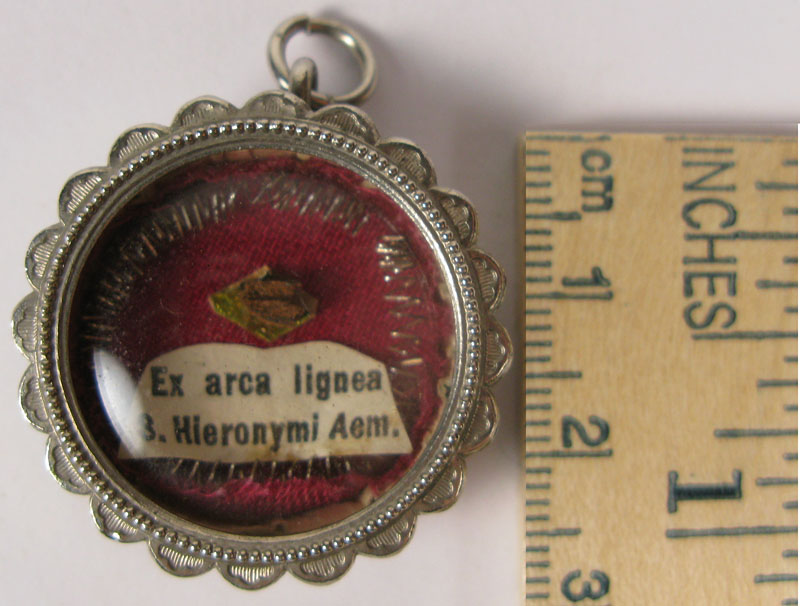 Ex arca lignea
S. Hieronymi Aem.
cm
1
2
3
INCHES
1